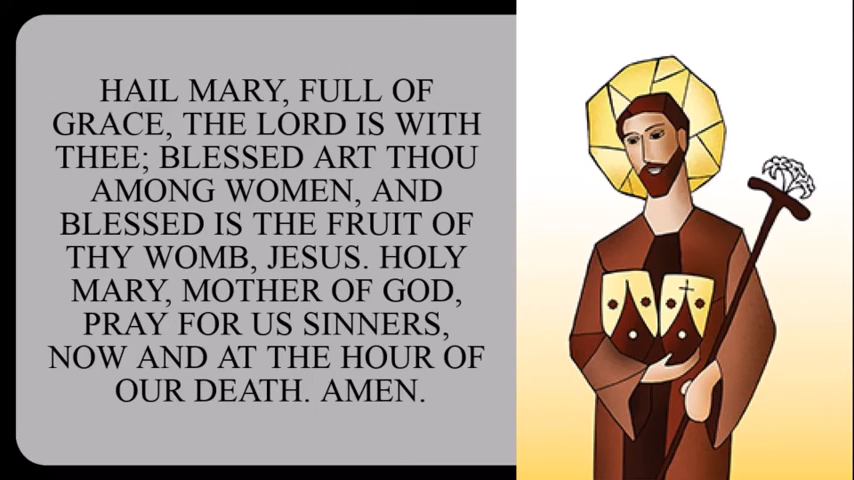 HAIL MARY, FULL OF
GRACE, THE LORD IS WITH
THEE; BLESSED ART THOU
AMONG WOMEN, AND
BLESSED IS THE FRUIT OF
THY WOMB, JESUS. HOLY
MARY, MOTHER OF GOD,
PRAY FOR US SINNERS,
NOW AND AT THE HOUR OF
OUR DEATH. AMEN.